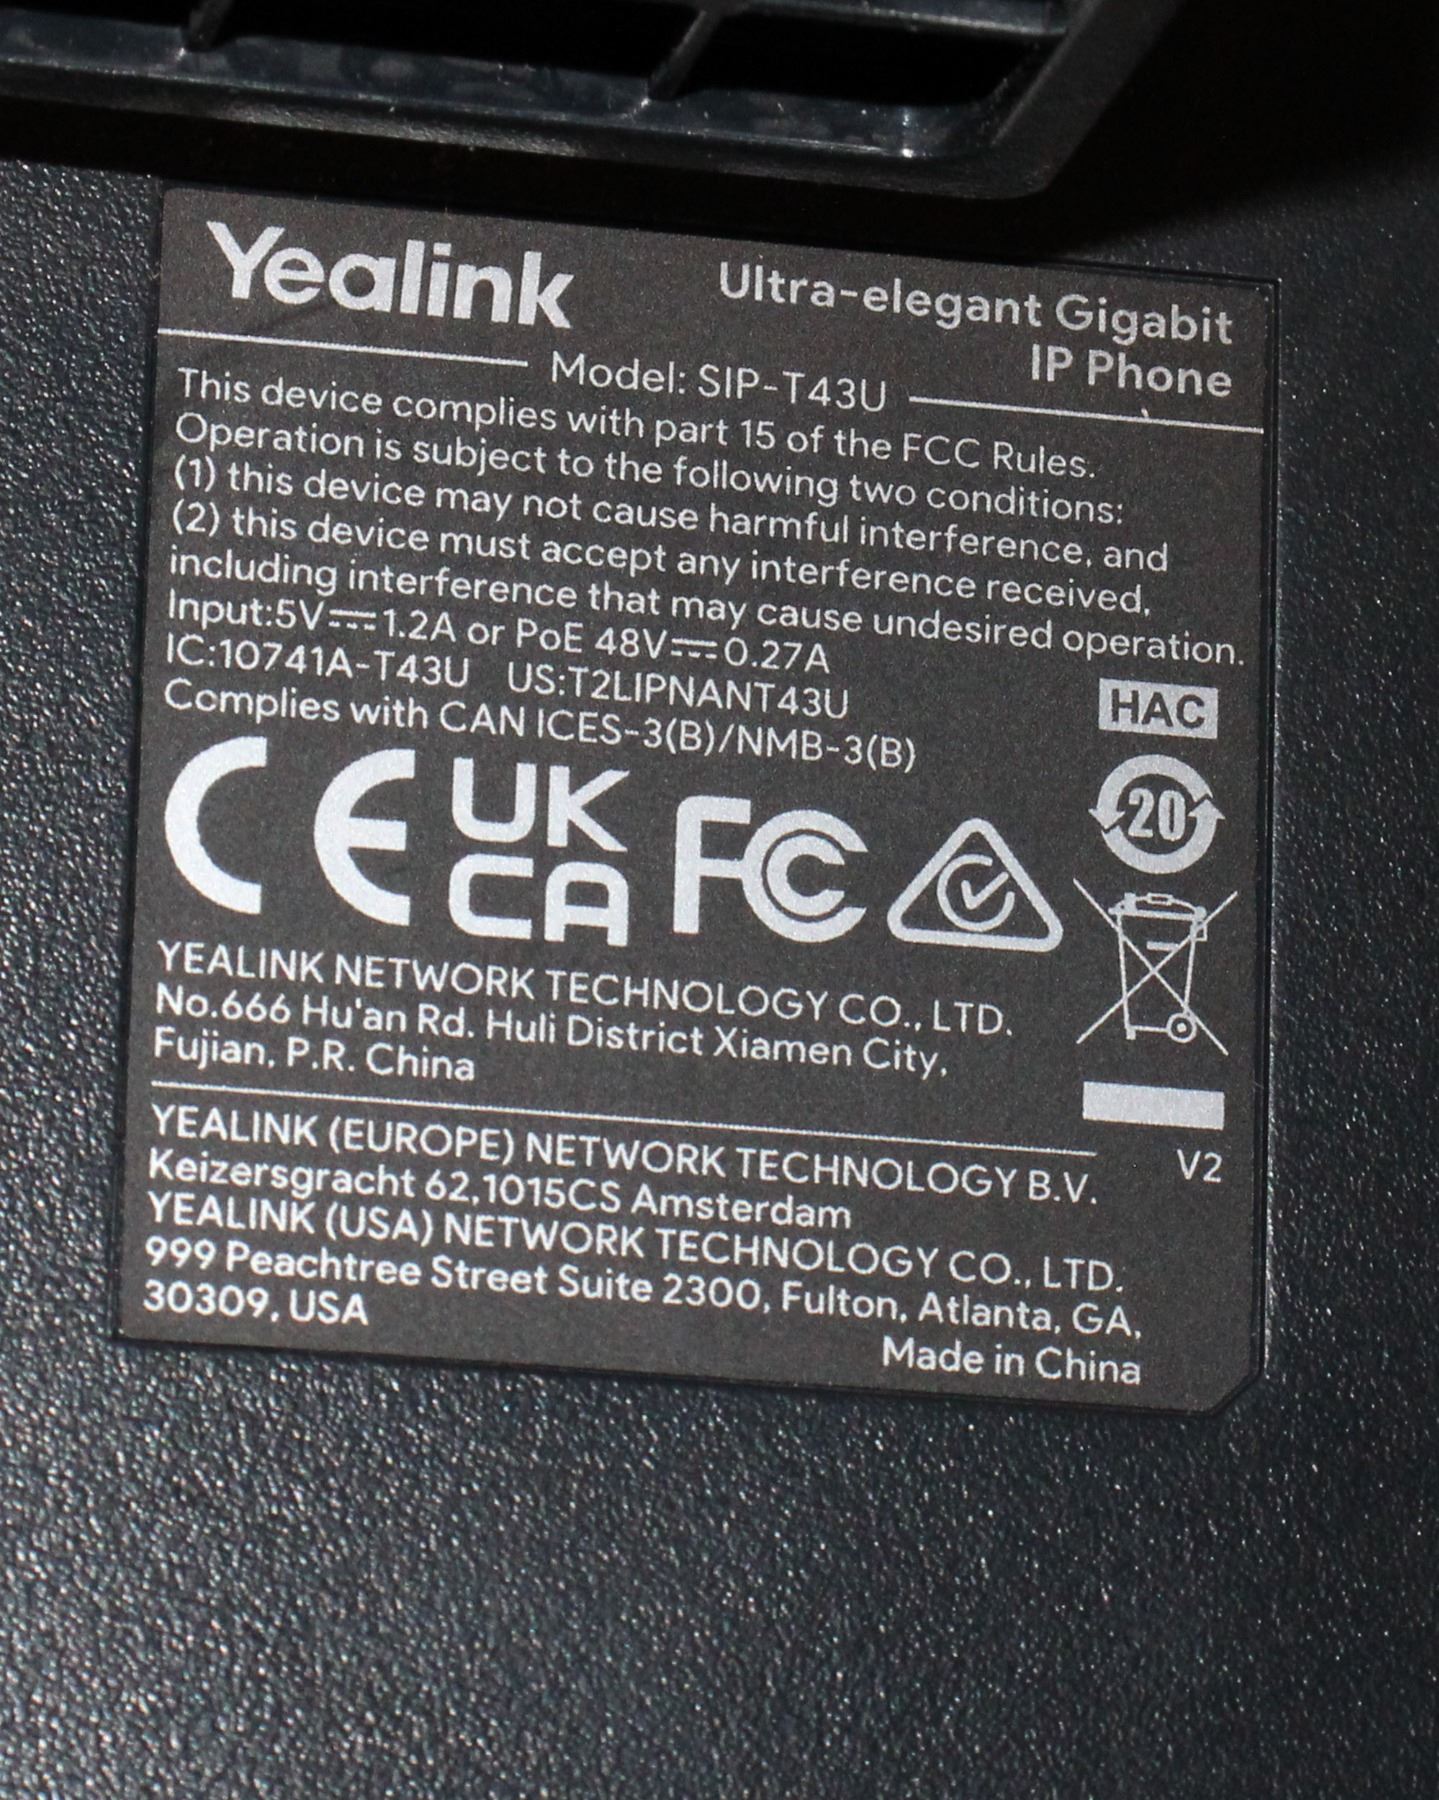 Yealink
Ultra-elegant Gigabit
IP Phone
Model: SIP-T43U
This device complies with part 15 of the FCC Rules.
Operation is subject to the following two conditions:
(1) this device may not cause harmful interference, and
(2) this device must accept any interference received,
including interference that may cause undesired operation.
Input:5V⎓1.2A or PoE 48V⎓0.27A
IC:10741A-T43U US:T2LIPNANT43U
Complies with CAN ICES-3(B)/NMB-3(B)
HAC
CE UK CA FC
20
YEALINK NETWORK TECHNOLOGY CO., LTD.
No.666 Hu'an Rd. Huli District Xiamen City,
Fujian, P.R. China
YEALINK (EUROPE) NETWORK TECHNOLOGY B.V.
V2
Keizersgracht 62,1015CS Amsterdam
YEALINK (USA) NETWORK TECHNOLOGY CO., LTD.
999 Peachtree Street Suite 2300, Fulton, Atlanta, GA,
30309, USA
Made in China